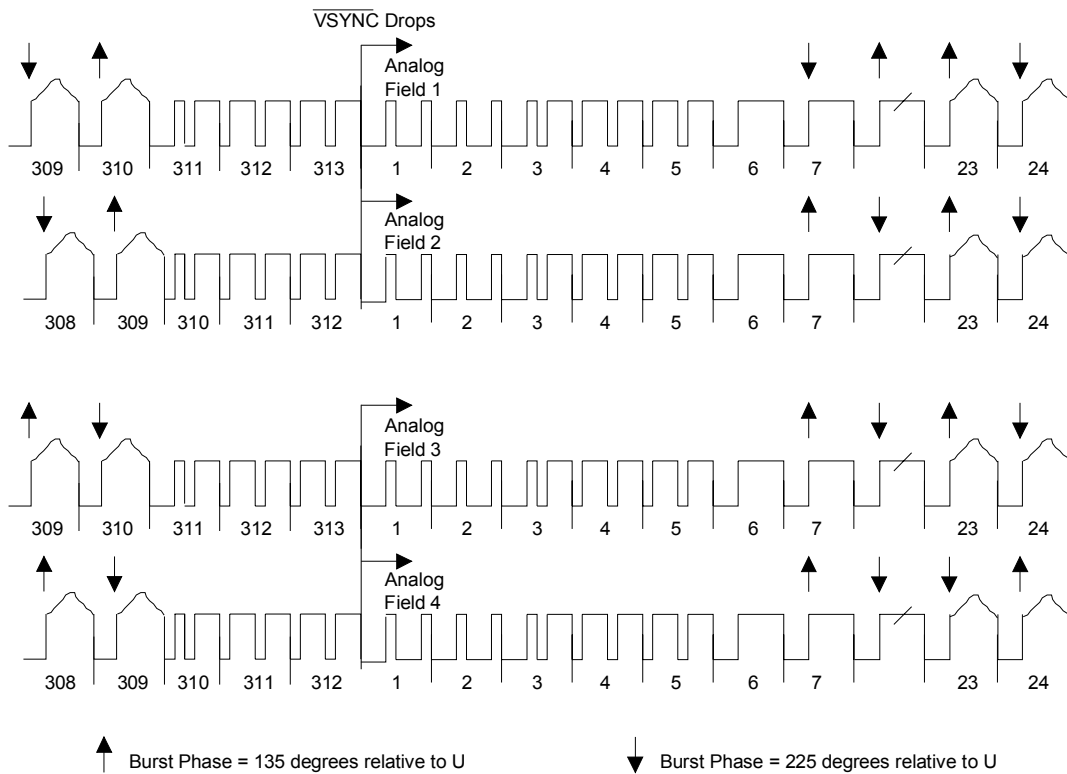 VSYNC Drops
Analog
Field 1
309 310 311 312 313 1 2 3 4 5 6 7 23 24
Analog
Field 2
308 309 310 311 312 1 2 3 4 5 6 7 23 24
Analog
Field 3
309 310 311 312 313 1 2 3 4 5 6 7 23 24
Analog
Field 4
308 309 310 311 312 1 2 3 4 5 6 7 23 24
Burst Phase = 135 degrees relative to U Burst Phase = 225 degrees relative to U